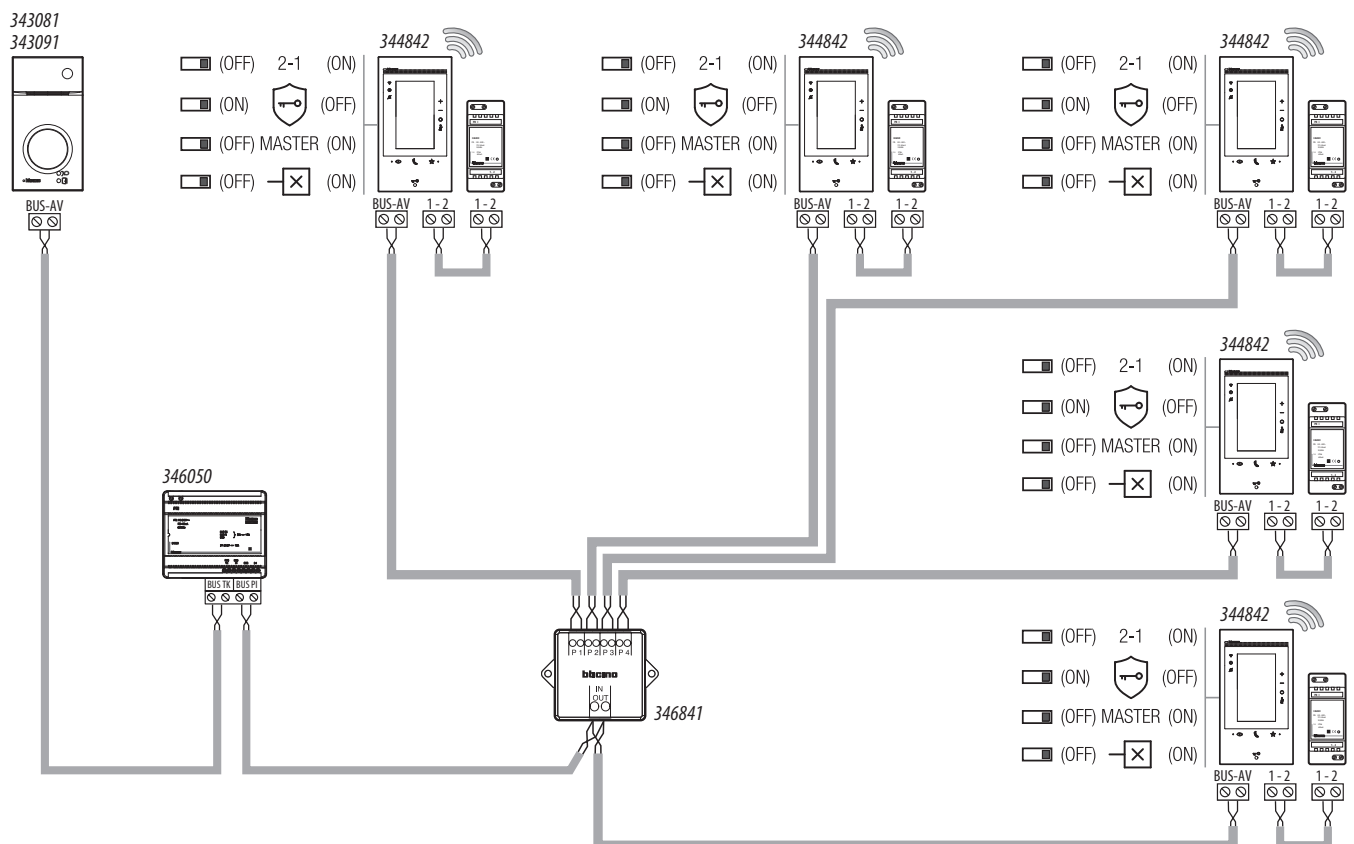 343081
343091
344842
(OFF) 2-1 (ON)
(ON) (OFF)
(OFF) MASTER (ON)
(OFF) (ON)
BUS-AV
BUS-AV 1 - 2 1 - 2
344842
(OFF) 2-1 (ON)
(ON) (OFF)
(OFF) MASTER (ON)
(OFF) (ON)
BUS-AV 1 - 2 1 - 2
344842
(OFF) 2-1 (ON)
(ON) (OFF)
(OFF) MASTER (ON)
(OFF) (ON)
BUS-AV 1 - 2 1 - 2
344842
(OFF) 2-1 (ON)
(ON) (OFF)
(OFF) MASTER (ON)
(OFF) (ON)
BUS-AV 1 - 2 1 - 2
346050
BUS TK BUS PI
P 1 P 2 P 3 P 4
bticino
IN
OUT
346841
344842
(OFF) 2-1 (ON)
(ON) (OFF)
(OFF) MASTER (ON)
(OFF) (ON)
BUS-AV 1 - 2 1 - 2